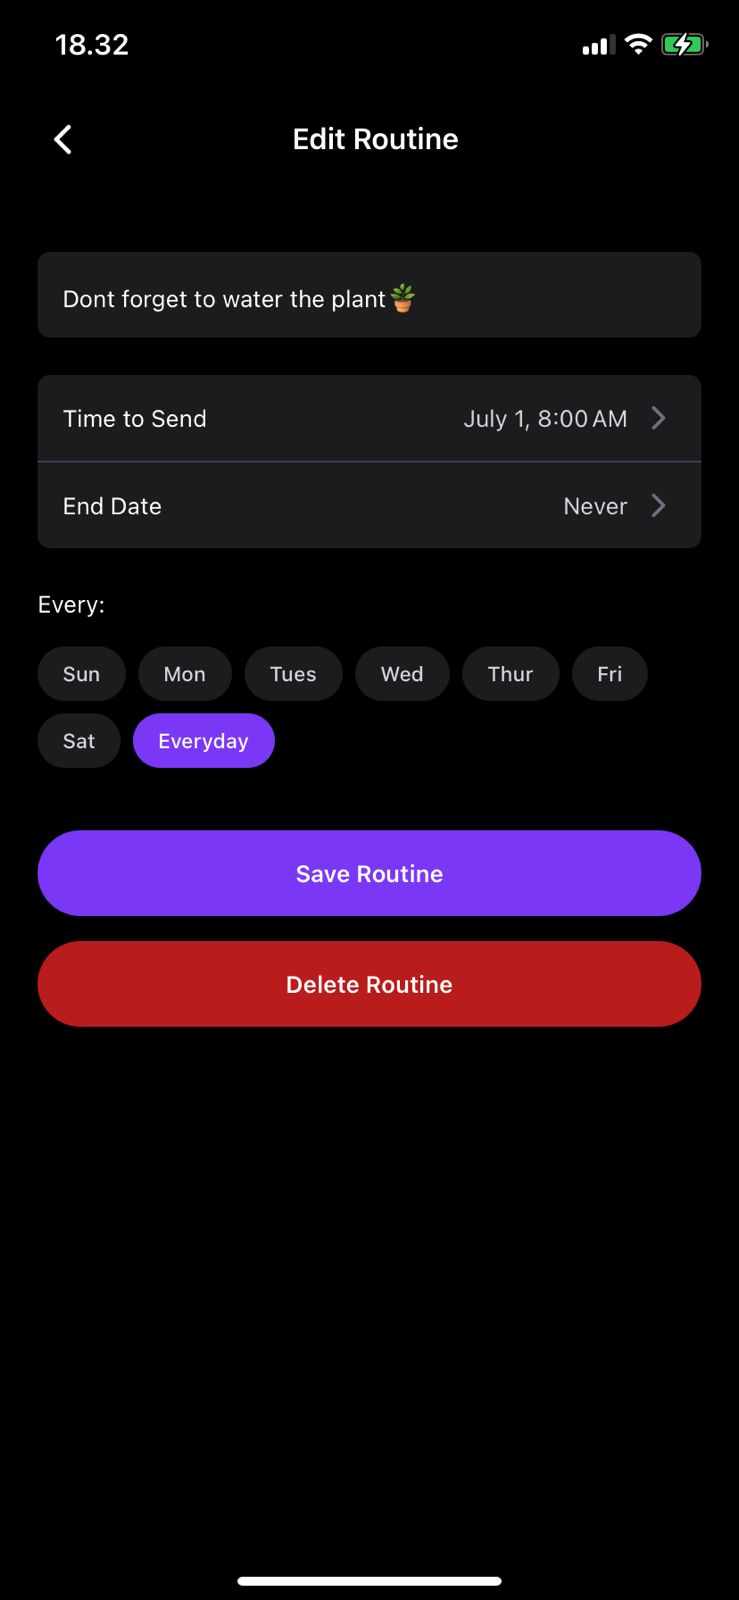 18.32
Edit Routine
Dont forget to water the plant🪴
Time to Send July 1, 8:00 AM
End Date Never
Every:
Sun Mon Tues Wed Thur Fri
Sat Everyday
Save Routine
Delete Routine